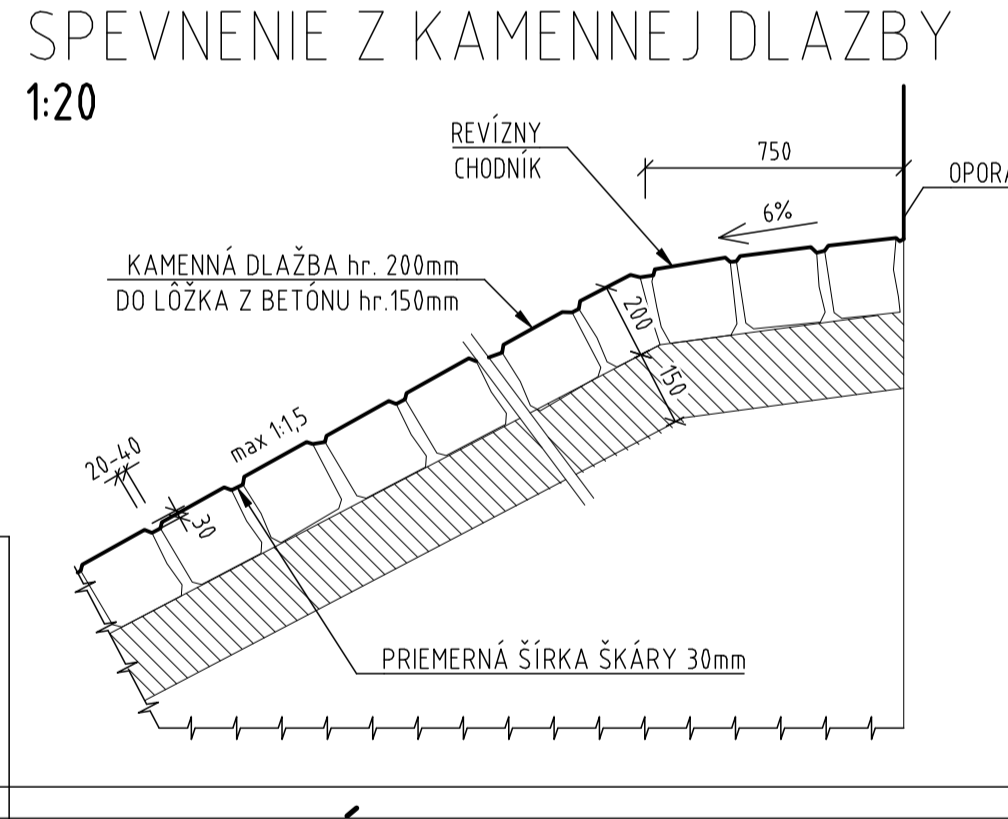 SPEVNENIE Z KAMENNEJ DLAZBY
1:20
REVÍZNY
CHODNÍK
750
OPORA
6%
KAMENNÁ DLAŽBA hr. 200mm
DO LÔŽKA Z BETÓNU hr.150mm
200
150
max 1:1,5
20-40
30
PRIEMERNÁ ŠÍRKA ŠKÁRY 30mm